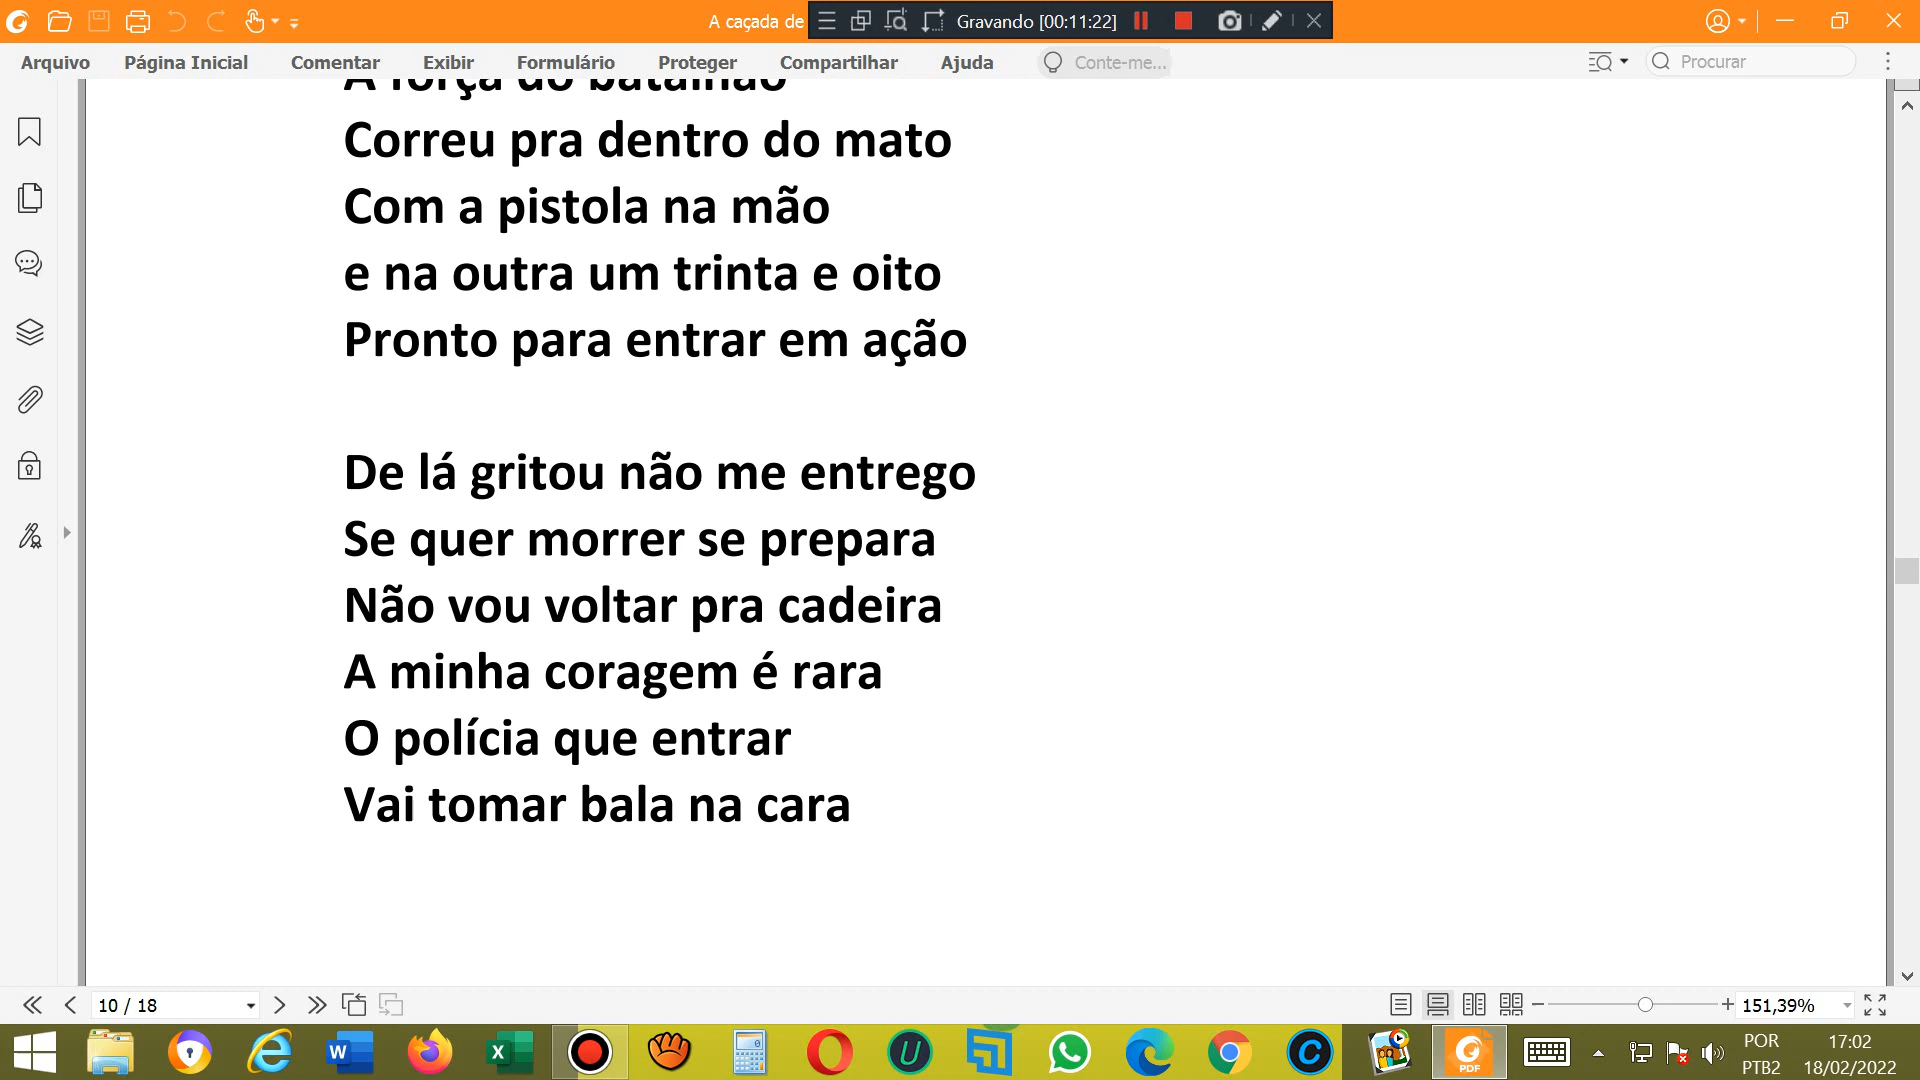 A caçada de
Gravando [00:11:22]
Arquivo Página Inicial Comentar Exibir Formulário Proteger Compartilhar Ajuda Conte-me... Procurar
A força do batalhão
Correu pra dentro do mato
Com a pistola na mão
e na outra um trinta e oito
Pronto para entrar em ação
De lá gritou não me entrego
Se quer morrer se prepara
Não vou voltar pra cadeira
A minha coragem é rara
O polícia que entrar
Vai tomar bala na cara
10 / 18 151,39%
POR 17:02
PTB2 18/02/2022